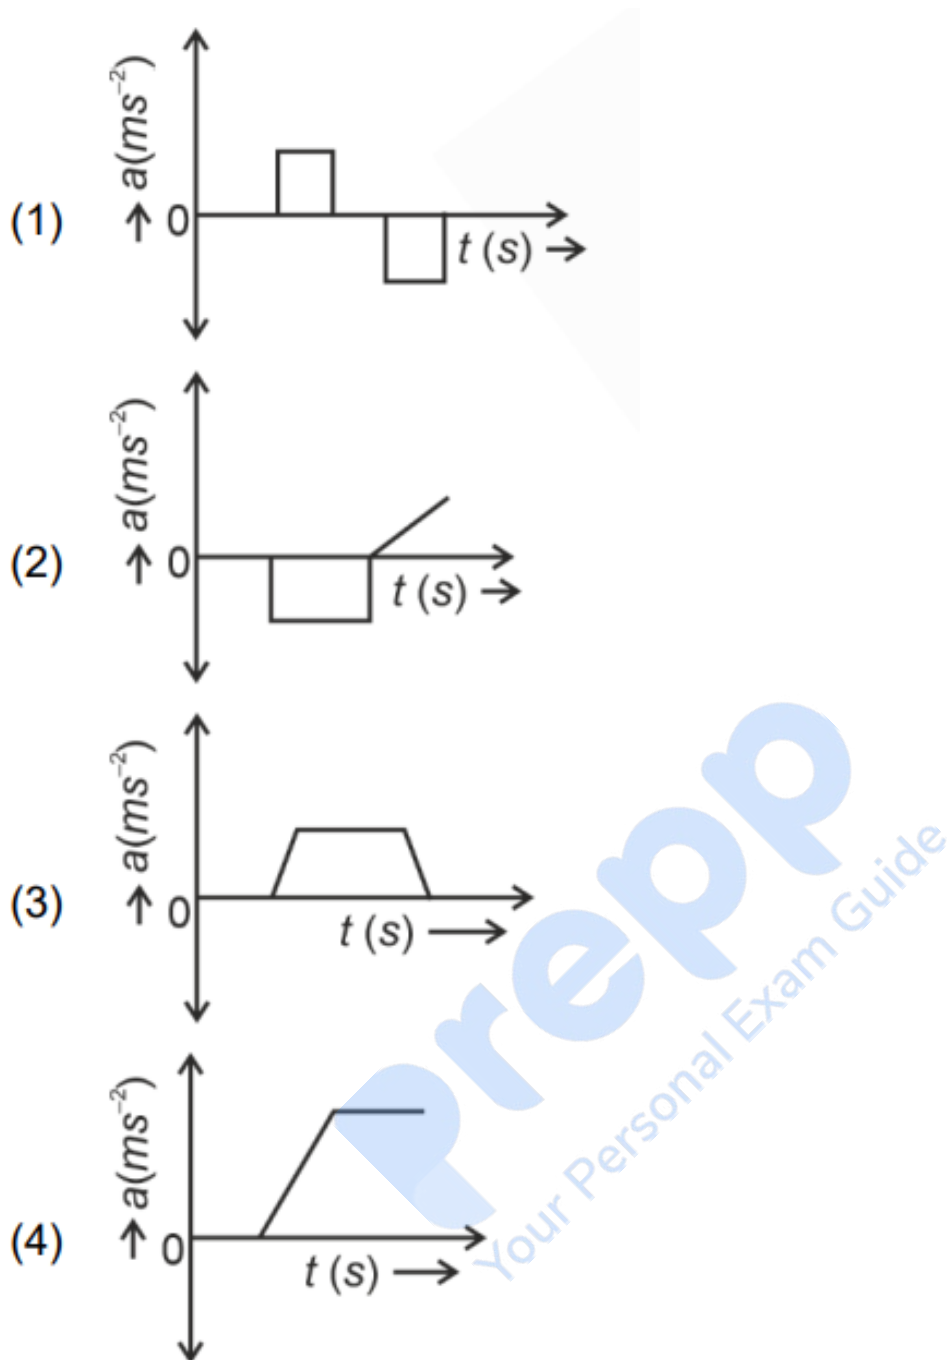 a(ms⁻²)
(1)
0
t (s)
a(ms⁻²)
(2)
0
t (s)
a(ms⁻²)
(3)
0
t (s)
a(ms⁻²)
(4)
0
t (s)
prepp
Your Personal Exam Guide